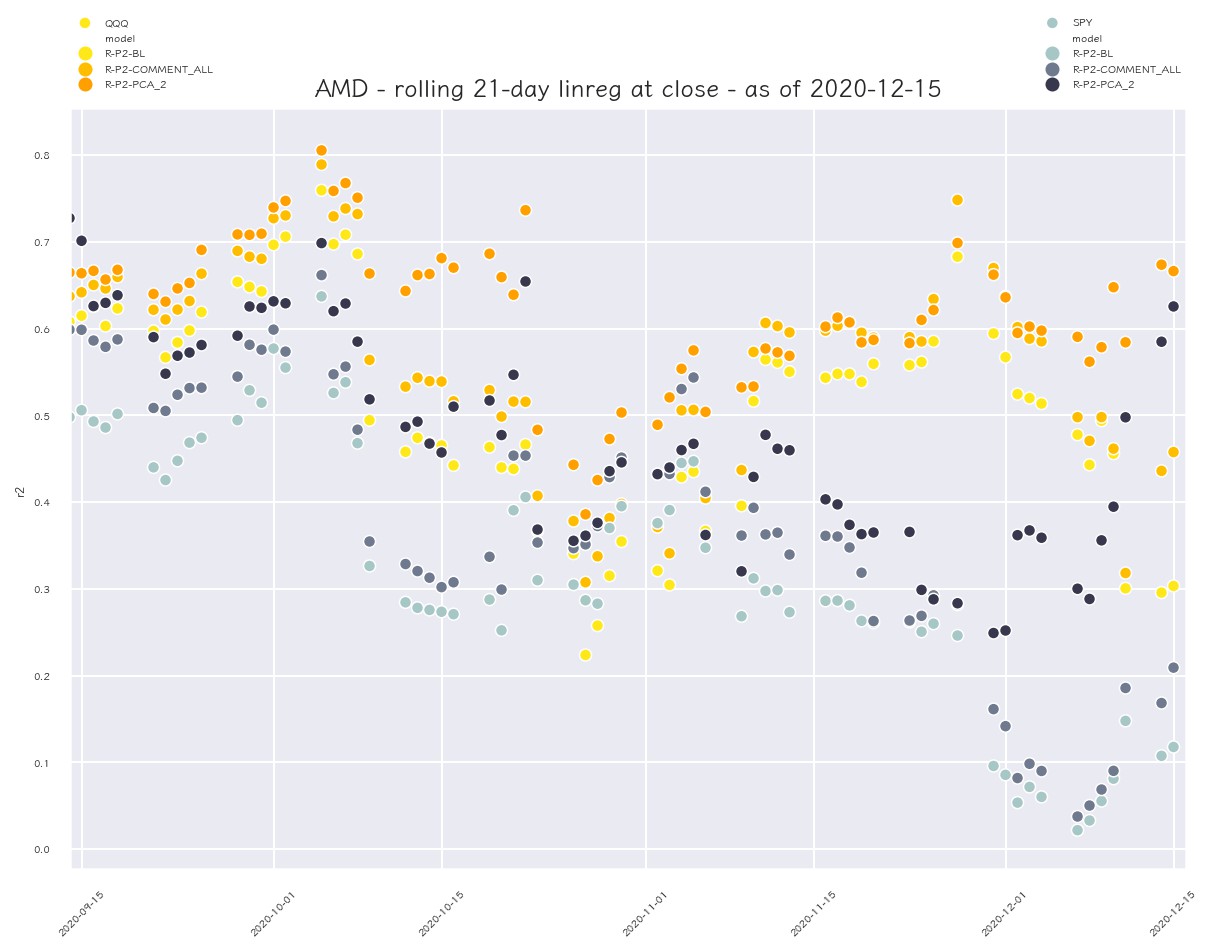 QQQ
model
R-P2-BL
R-P2-COMMENT_ALL
R-P2-PCA_2
SPY
model
R-P2-BL
R-P2-COMMENT_ALL
R-P2-PCA_2
AMD - rolling 21-day linreg at close - as of 2020-12-15
0.8
0.7
0.6
0.5
0.4
0.3
0.2
0.1
0.0
r2
2020-09-15
2020-10-01
2020-10-15
2020-11-01
2020-11-15
2020-12-01
2020-12-15